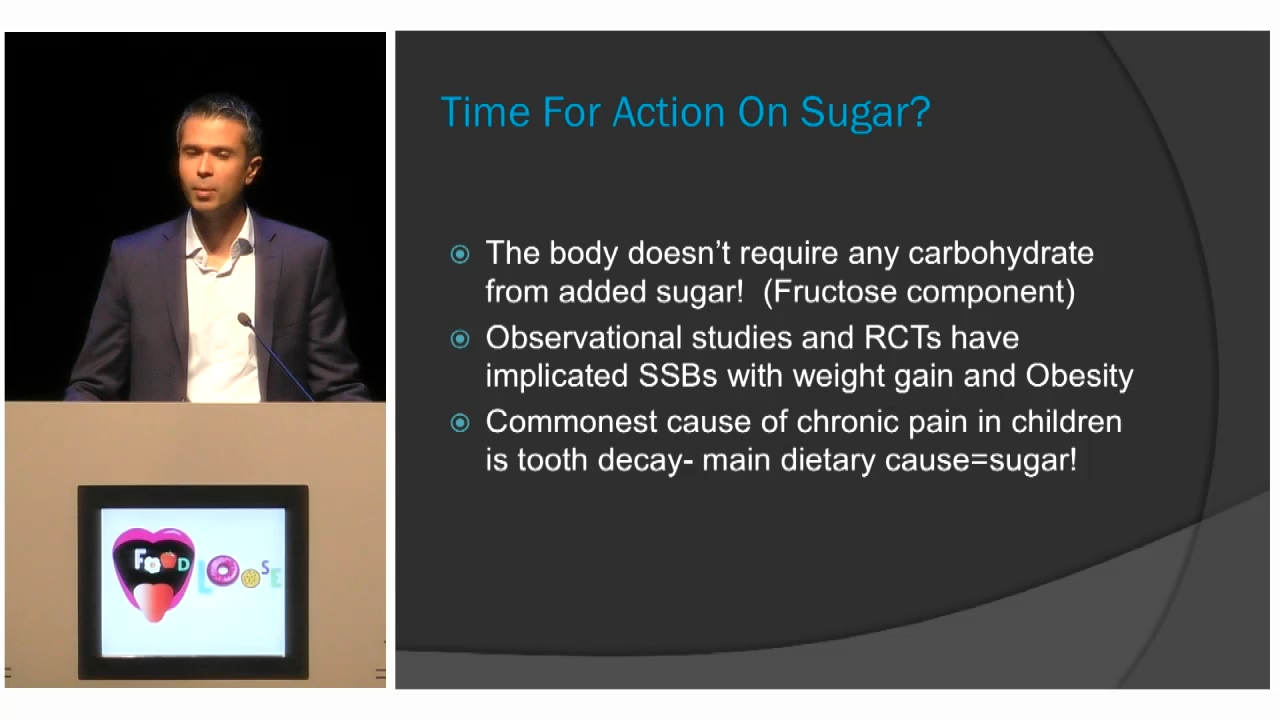 Time For Action On Sugar?
The body doesn't require any carbohydrate
from added sugar!  (Fructose component)
Observational studies and RCTs have
implicated SSBs with weight gain and Obesity
Commonest cause of chronic pain in children
is tooth decay- main dietary cause=sugar!
FOOD
LOOSE